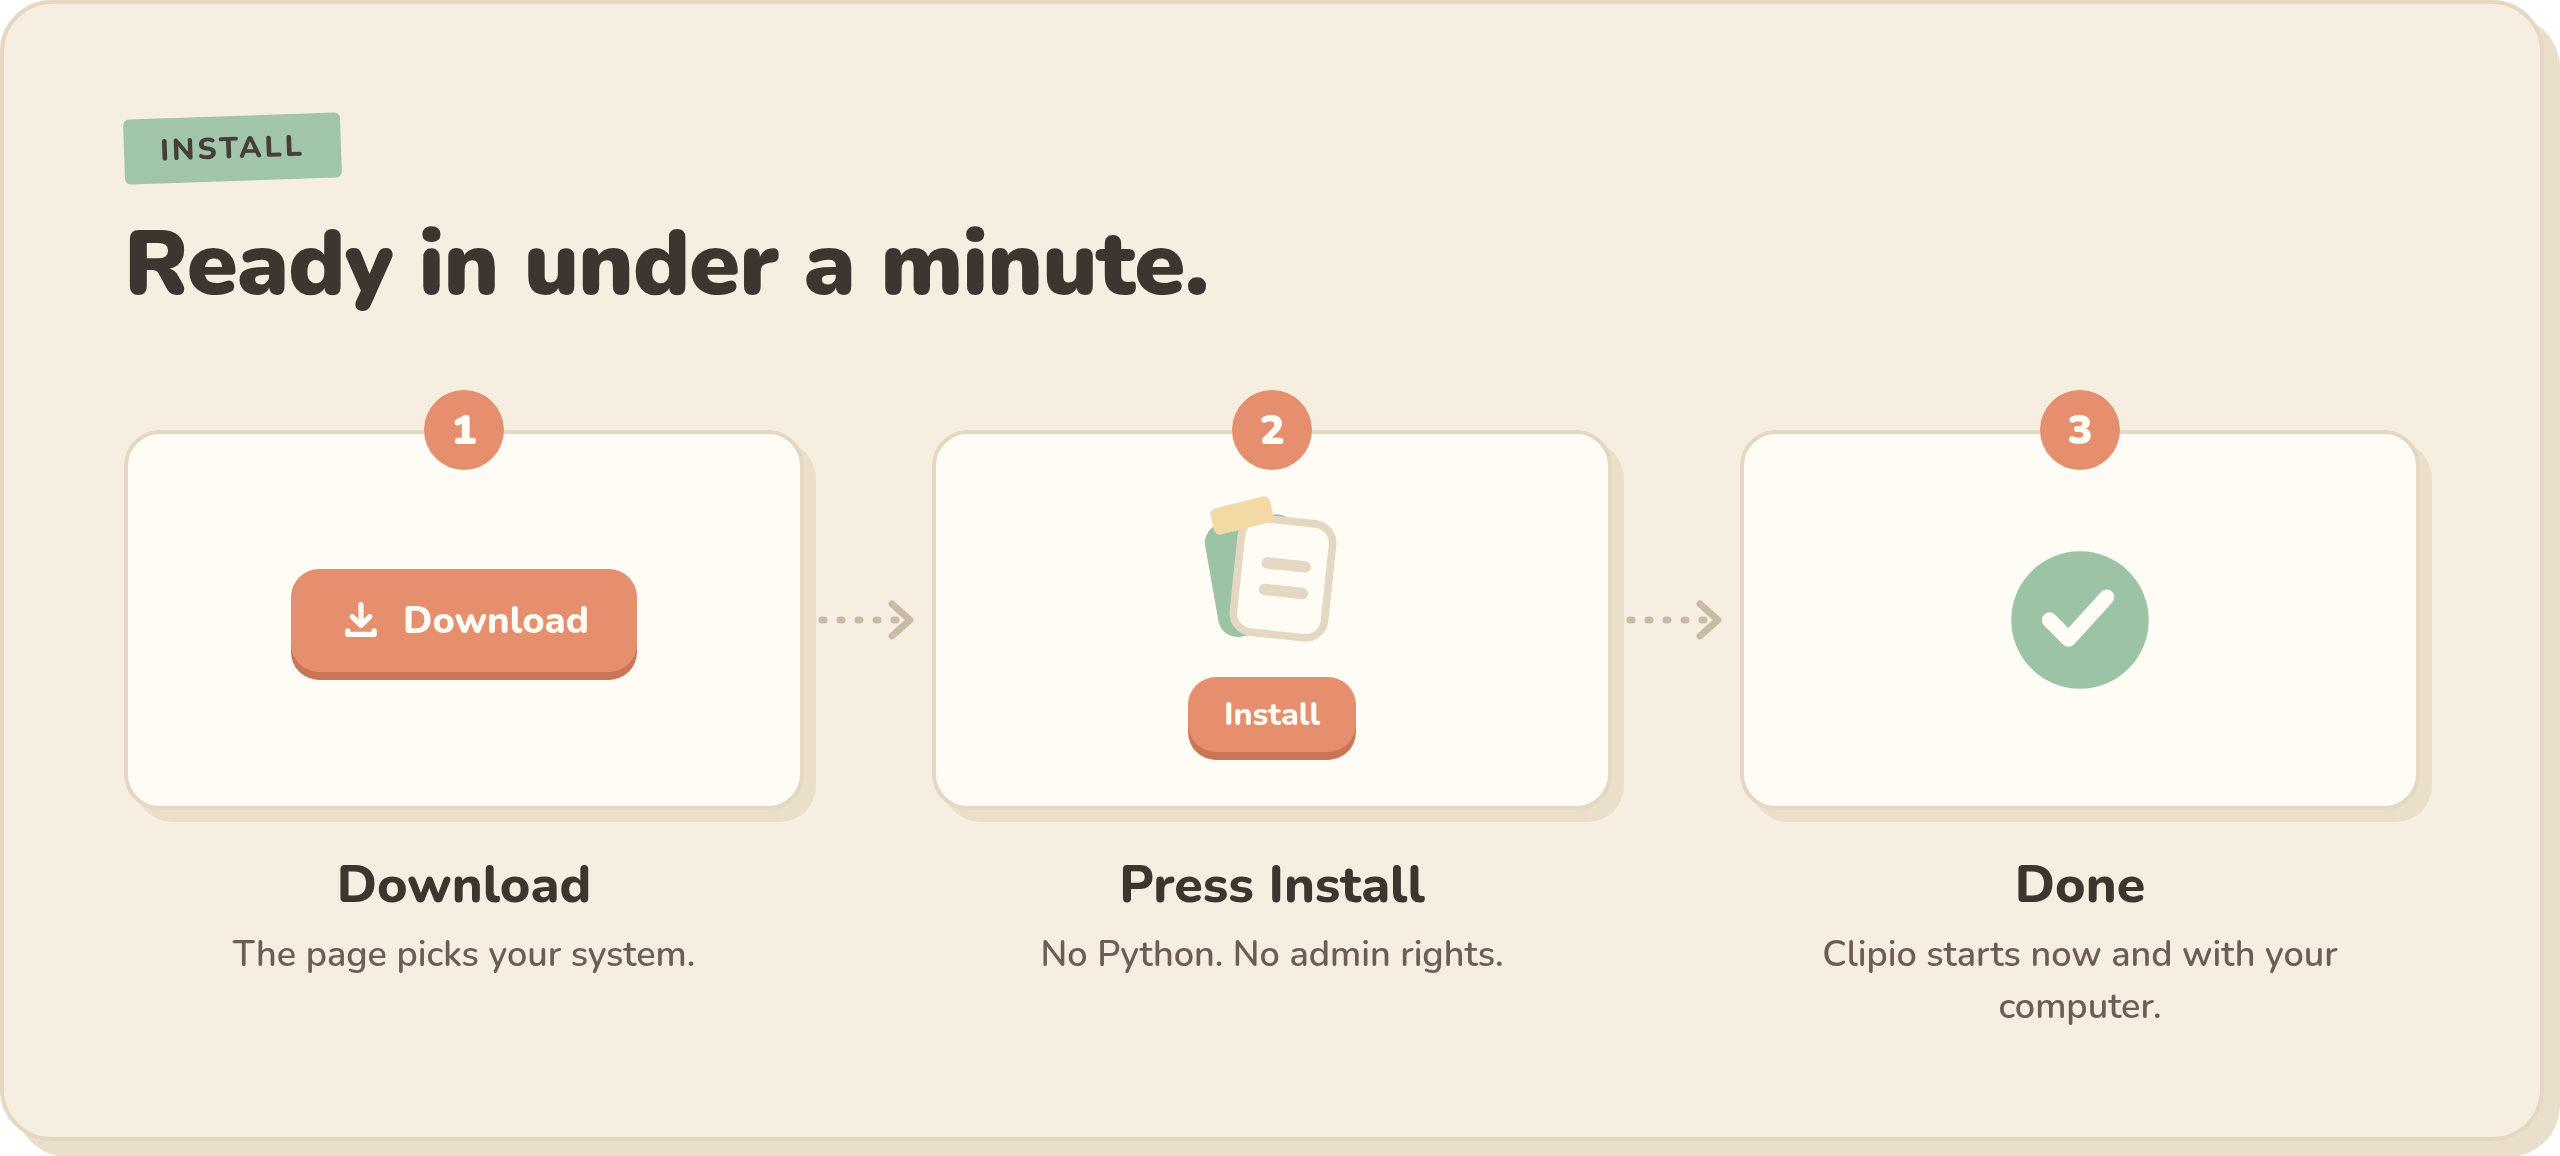 INSTALL
Ready in under a minute.
1
2
3
Download
Install
Download
The page picks your system.
Press Install
No Python. No admin rights.
Done
Clipio starts now and with your
computer.